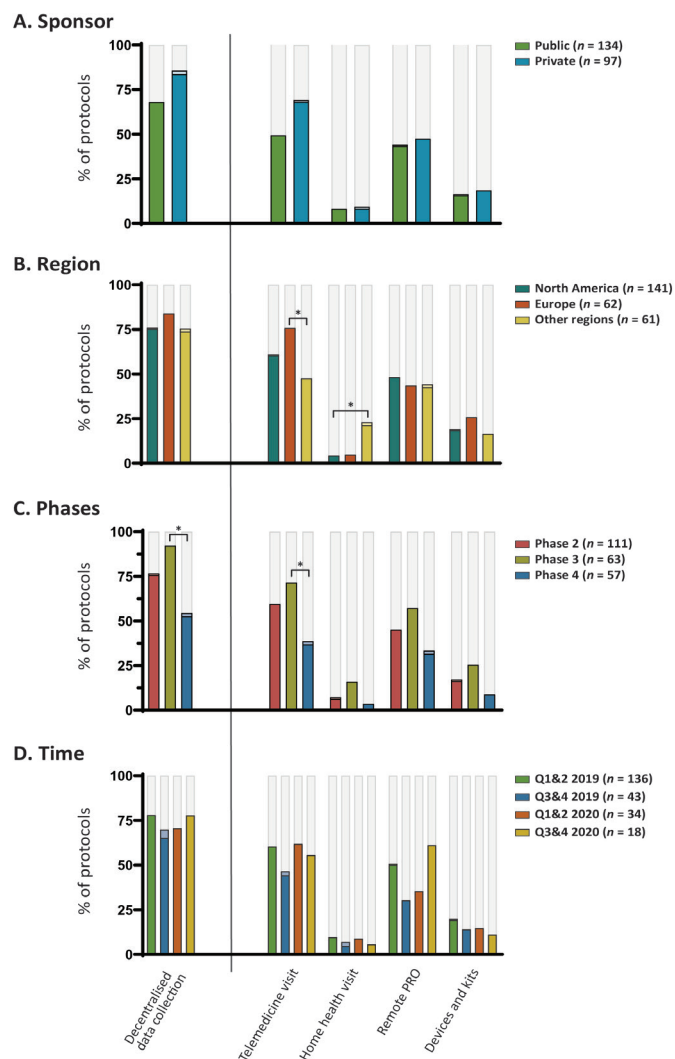 A. Sponsor
% of protocols
100
75
50
25
0
Public (n = 134)
Private (n = 97)
B. Region
% of protocols
100
75
50
25
0
*
*
North America (n = 141)
Europe (n = 62)
Other regions (n = 61)
C. Phases
% of protocols
100
75
50
25
0
*
*
Phase 2 (n = 111)
Phase 3 (n = 63)
Phase 4 (n = 57)
D. Time
% of protocols
100
75
50
25
0
Q1&2 2019 (n = 136)
Q3&4 2019 (n = 43)
Q1&2 2020 (n = 34)
Q3&4 2020 (n = 18)
Decentralised
data collection
Telemedicine visit
Home health visit
Remote PRO
Devices and kits